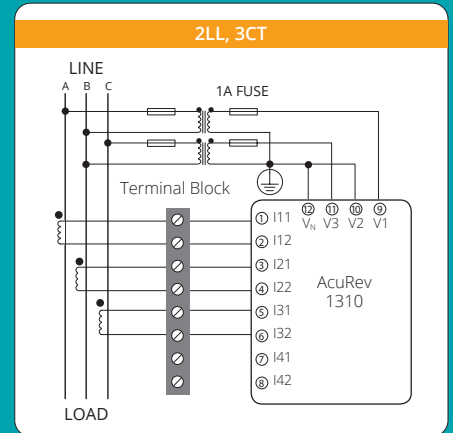 2LL, 3CT
LINE
A B C
1A FUSE
Terminal Block
12 11 10 9
VN V3 V2 V1
1 I11
2 I12
3 I21
4 I22
5 I31
6 I32
7 I41
8 I42
AcuRev
1310
LOAD